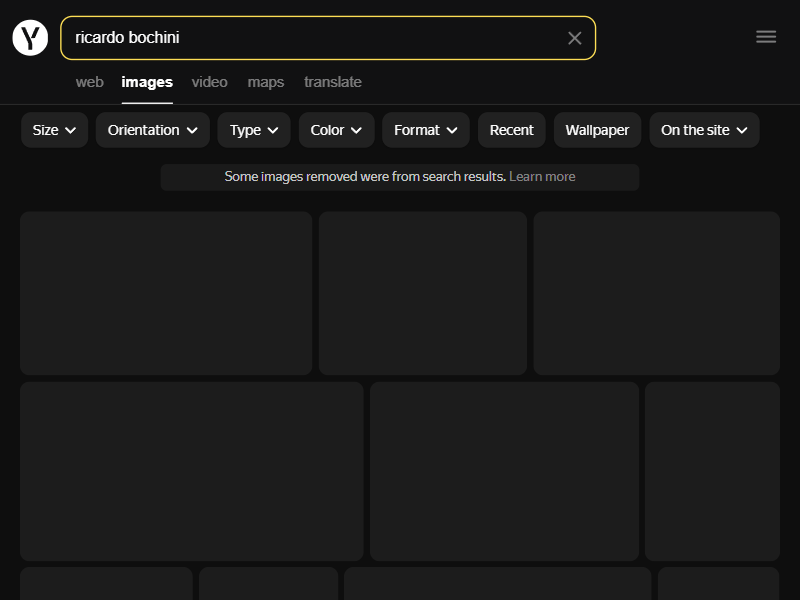 Y
ricardo bochini
web images video maps translate
Size Orientation Type Color Format Recent Wallpaper On the site
Some images removed were from search results. Learn more